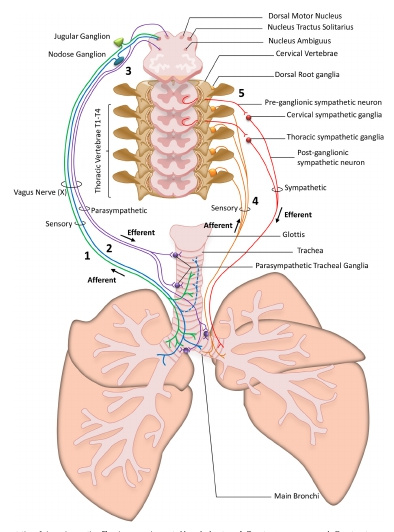 Dorsal Motor Nucleus
Nucleus Tractus Solitarius
Nucleus Ambiguus
Cervical Vertebrae
Dorsal Root ganglia
Jugular Ganglion
Nodose Ganglion
3
5
Pre-ganglionic sympathetic neuron
Cervical sympathetic ganglia
Thoracic sympathetic ganglia
Post-ganglionic
sympathetic neuron
Thoracic Vertebrae T1-T4
Vagus Nerve (X)
Sympathetic
Parasympathetic
Sensory
4
Sensory
Efferent
Afferent
Efferent
Glottis
Trachea
Parasympathetic Tracheal Ganglia
1
2
Afferent
Main Bronchi